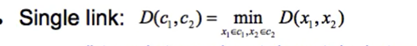 • Single link: D(c₁,c₂) = min D(x₁,x₂)
x₁∈c₁,x₂∈c₂